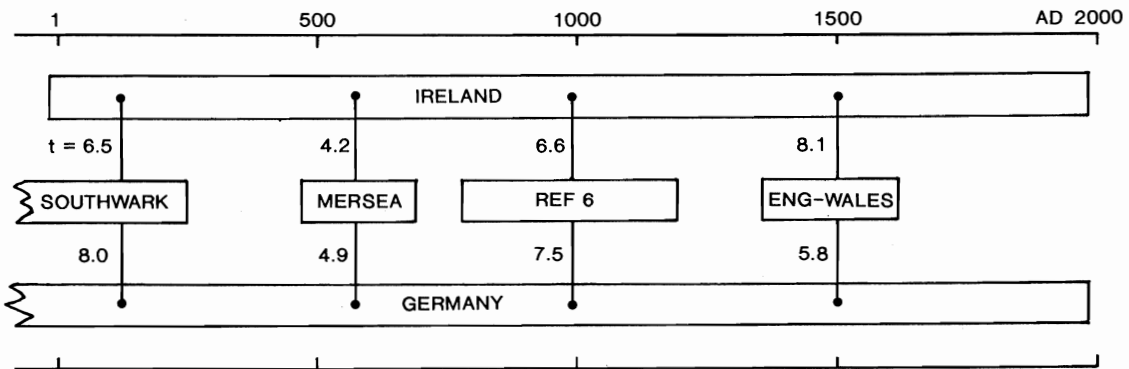 1 500 1000 1500 AD 2000
IRELAND
t = 6.5 4.2 6.6 8.1
SOUTHWARK MERSEA REF 6 ENG-WALES
8.0 4.9 7.5 5.8
GERMANY